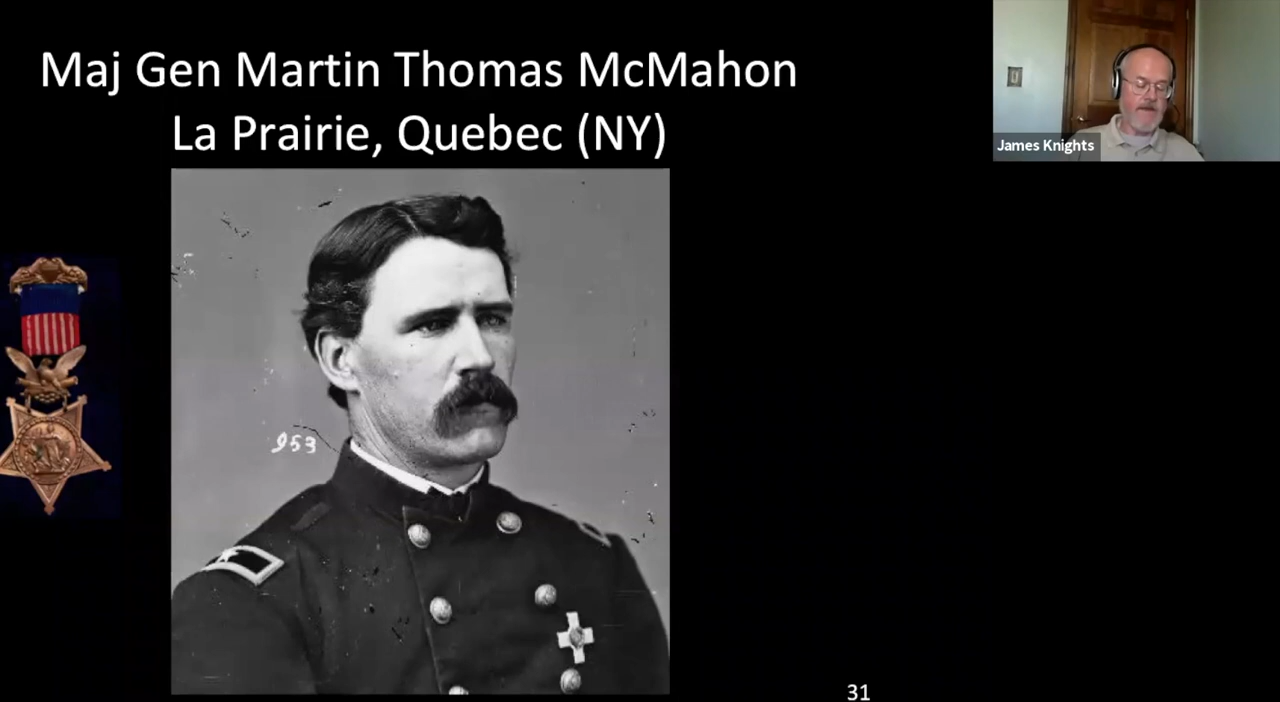 Maj Gen Martin Thomas McMahon
La Prairie, Quebec (NY)
James Knights
953
31